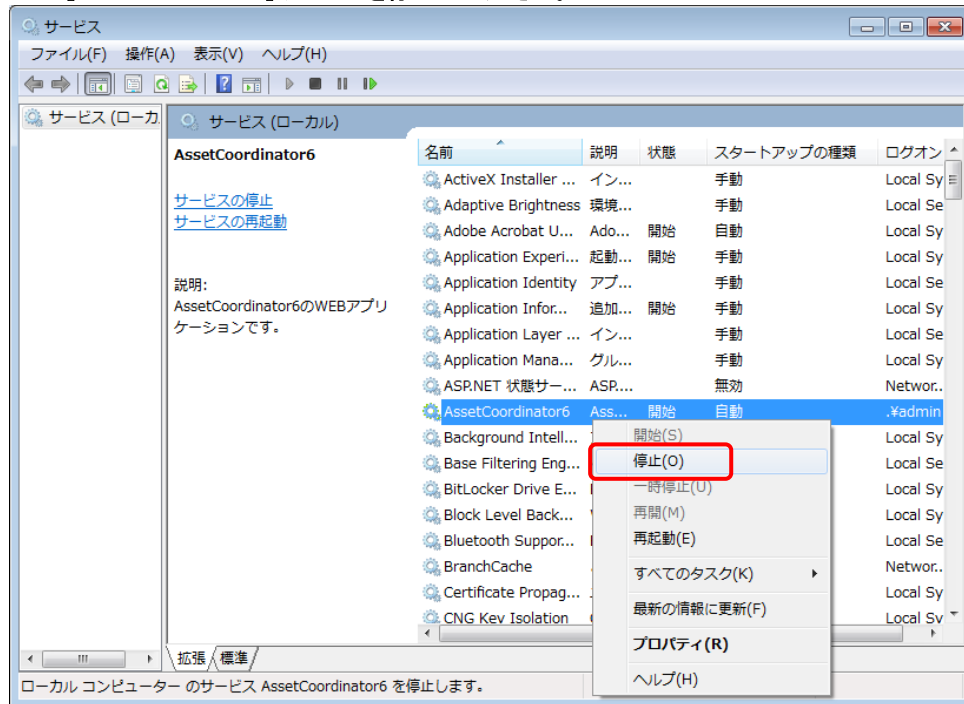 サービス
ファイル(F) 操作(A) 表示(V) ヘルプ(H)
サービス (ローカ
サービス (ローカル)
AssetCoordinator6
サービスの停止
サービスの再起動
説明:
AssetCoordinator6のWEBアプリ
ケーションです。
名前 説明 状態 スタートアップの種類 ログオン
ActiveX Installer ... イン... 手動 Local Sy
Adaptive Brightness 環境... 手動 Local Se
Adobe Acrobat U... Ado... 開始 自動 Local Sy
Application Experi... 起動... 開始 手動 Local Sy
Application Identity アプ... 手動 Local Se
Application Infor... 追加... 開始 手動 Local Sy
Application Layer ... イン... 手動 Local Se
Application Mana... グル... 手動 Local Sy
ASP.NET 状態サー... ASP.... 無効 Networ..
AssetCoordinator6 Ass... 開始 自動 .¥admin
Background Intell... Local Sy
Base Filtering Eng... Local Se
BitLocker Drive E... Local Sy
Block Level Back... Local Sy
Bluetooth Suppor... Local Se
BranchCache Networ..
Certificate Propag... Local Sy
CNG Key Isolation Local Sy
開始(S)
停止(O)
一時停止(U)
再開(M)
再起動(E)
すべてのタスク(K)
最新の情報に更新(F)
プロパティ(R)
ヘルプ(H)
拡張 標準
ローカル コンピューター のサービス AssetCoordinator6 を停止します。